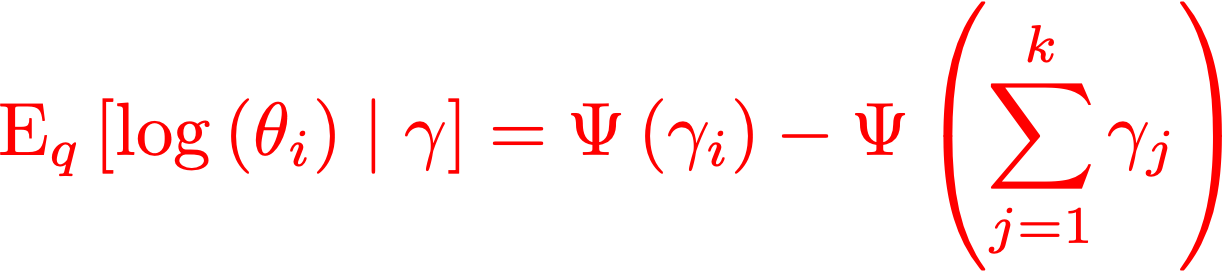 E_q [log (θ_i) | γ] = Ψ (γ_i) − Ψ (∑_{j=1}^{k} γ_j)